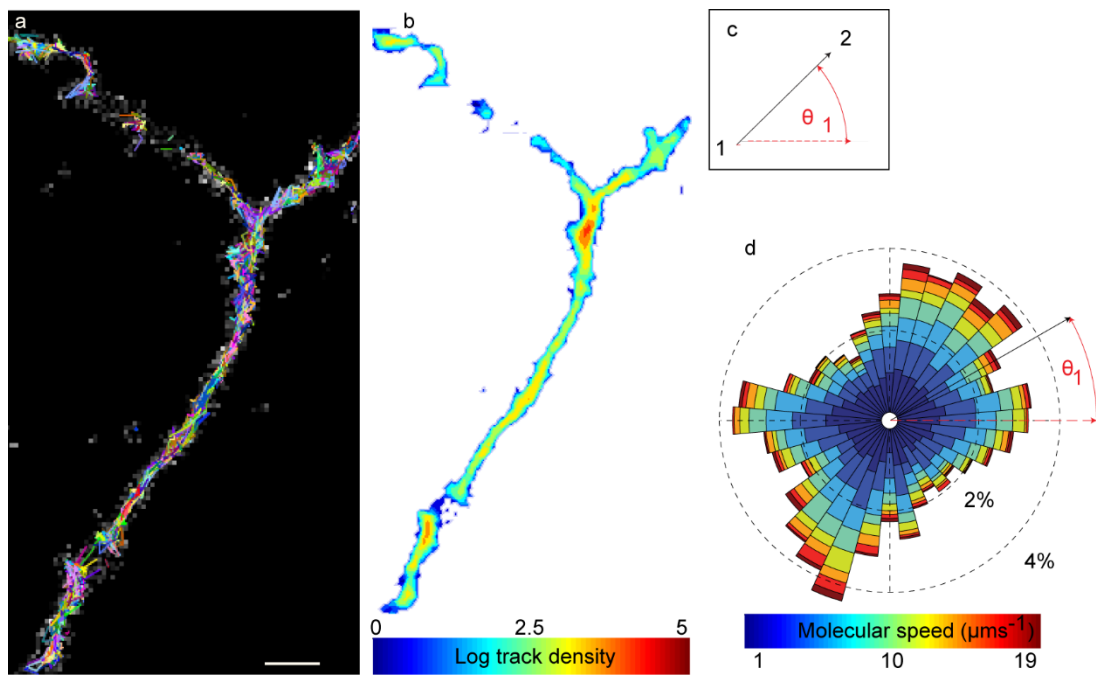 a
b
c
2
θ 1
1
d
θ1
2%
4%
0 2.5 5
Log track density
Molecular speed (μms-1)
1 10 19